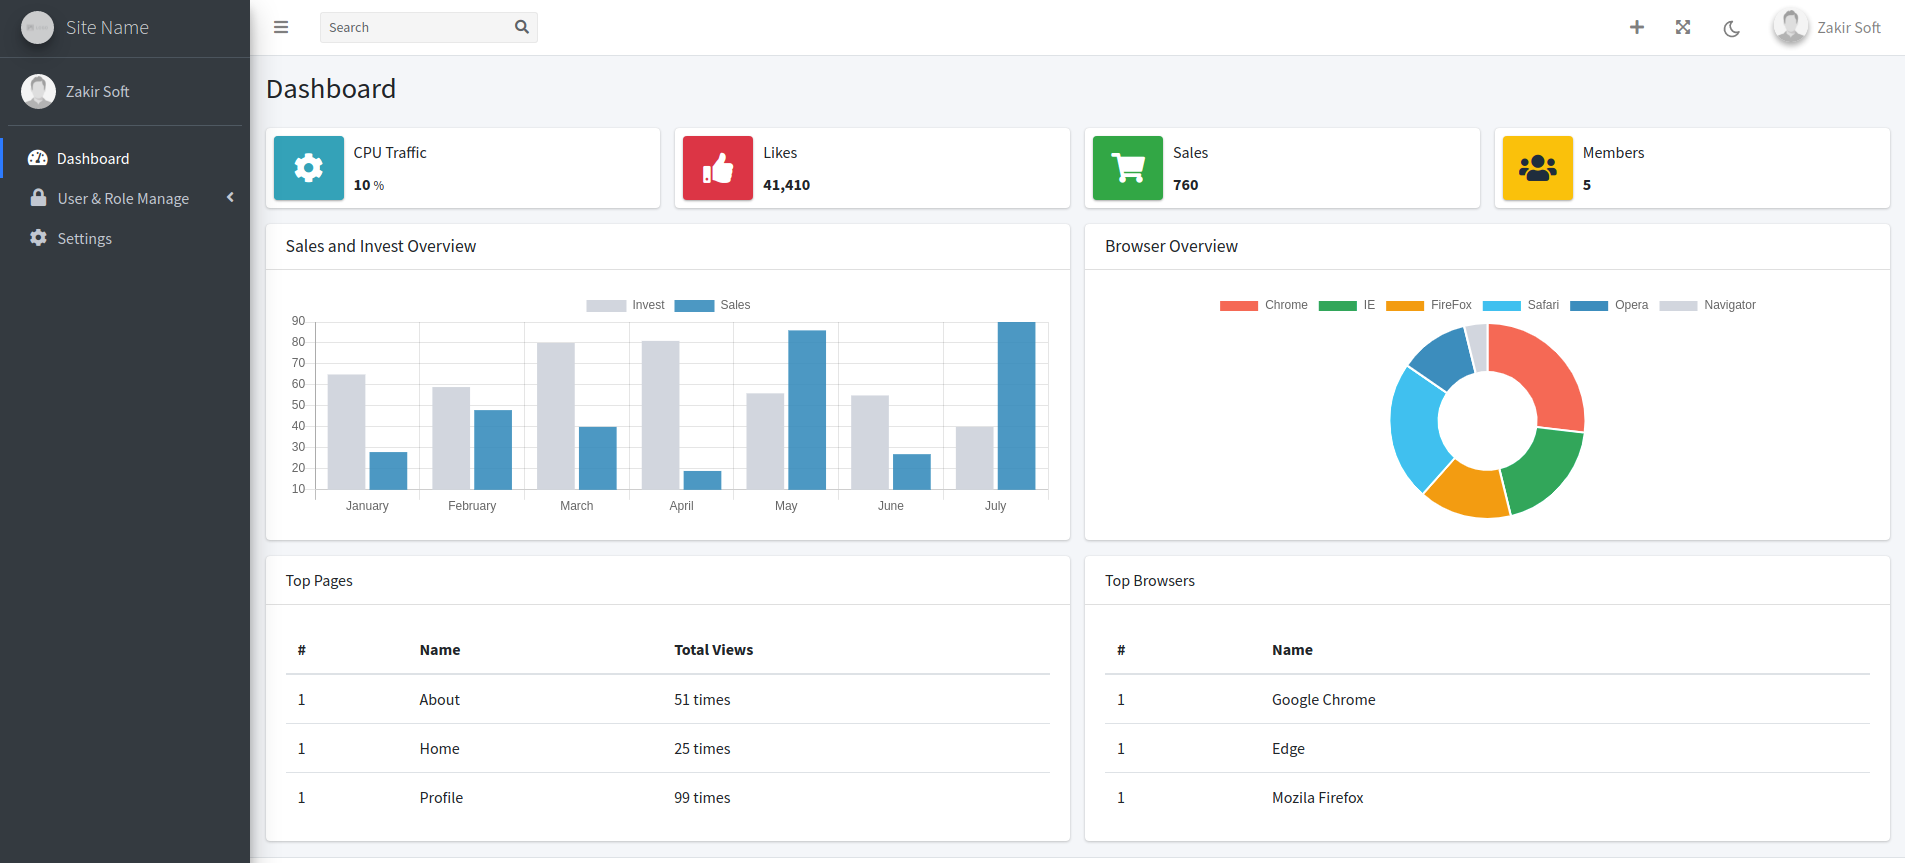 Site Name
Search
Zakir Soft
Zakir Soft
Dashboard
User & Role Manage
Settings
Dashboard
CPU Traffic
10 %
Likes
41,410
Sales
760
Members
5
Sales and Invest Overview
Invest Sales
90
80
70
60
50
40
30
20
10
January February March April May June July
Browser Overview
Chrome IE FireFox Safari Opera Navigator
Top Pages
# Name Total Views
1 About 51 times
1 Home 25 times
1 Profile 99 times
Top Browsers
# Name
1 Google Chrome
1 Edge
1 Mozila Firefox